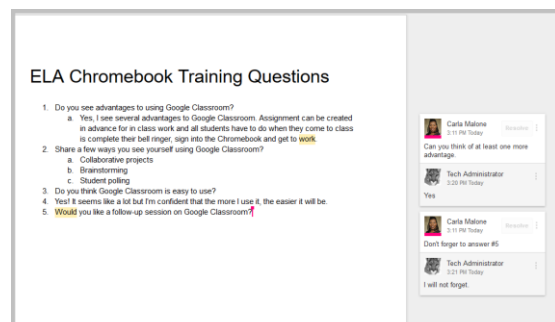 ELA Chromebook Training Questions
1. Do you see advantages to using Google Classroom?
a. Yes, I see several advantages to Google Classroom. Assignment can be created
in advance for in class work and all students have to do when they come to class
is complete their bell ringer, sign into the Chromebook and get to work.
2. Share a few ways you see yourself using Google Classroom?
a. Collaborative projects
b. Brainstorming
c. Student polling
3. Do you think Google Classroom is easy to use?
4. Yes! It seems like a lot but I'm confident that the more I use it, the easier it will be.
5. Would you like a follow-up session on Google Classroom?
Carla Malone
3:11 PM Today
Resolve
Can you think of at least one more
advantage.
Tech Administrator
3:20 PM Today
Yes
Carla Malone
3:11 PM Today
Resolve
Don't forger to answer #5
Tech Administrator
3:21 PM Today
I will not forget.